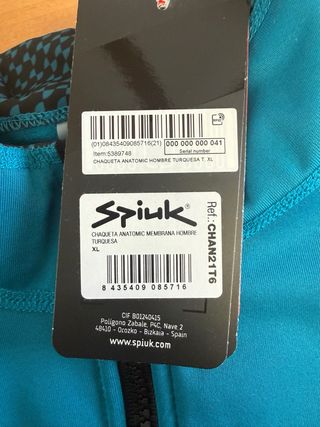 (01)08435409085716(21)
000 000 000 041
Serial number
Item:5389748
CHAQUETA ANATOMIC HOMBRE TURQUESA T. XL
Spiuk
CHAQUETA ANATOMIC MEMBRANA HOMBRE
TURQUESA
XL
8 435409 085716
Ref.: CHAN21T6
CIF B01240415
Polígono Zabale, P4C, Nave 2
48410 - Orozko - Bizkaia - Spain
www.spiuk.com